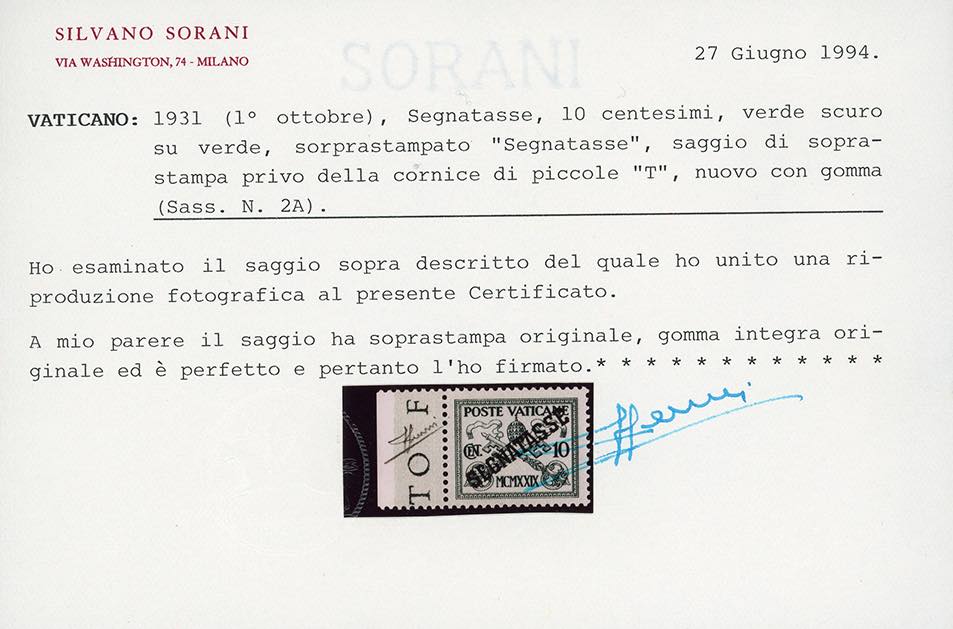 SILVANO SORANI
VIA WASHINGTON, 74 - MILANO
SORANI
27 Giugno 1994.
VATICANO: 1931 (1° ottobre), Segnatasse, 10 centesimi, verde scuro
su verde, sorprastampato "Segnatasse", saggio di sopra-
stampa privo della cornice di piccole "T", nuovo con gomma
(Sass. N. 2A).
Ho esaminato il saggio sopra descritto del quale ho unito una ri-
produzione fotografica al presente Certificato.
A mio parere il saggio ha soprastampa originale, gomma integra ori-
ginale ed è perfetto e pertanto l'ho firmato.* * * * * * * * * * * *
TO F
POSTE VATICANE
SEGNATASSE
CENT. 10
MCMXXIX